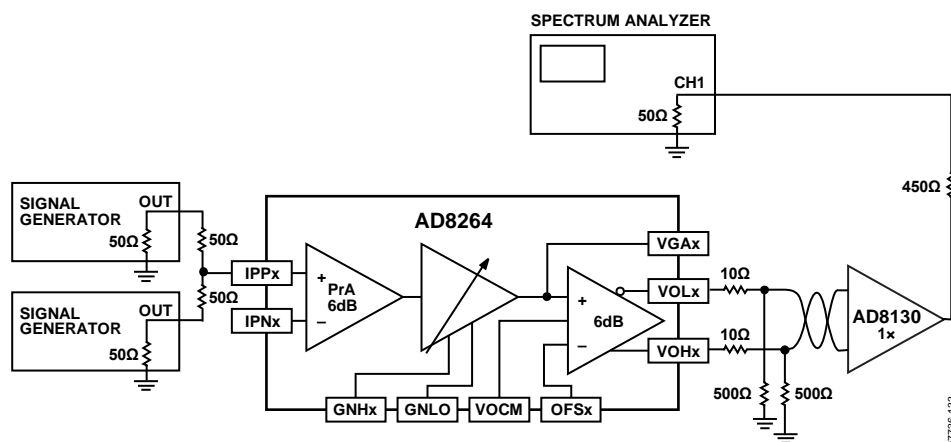 SPECTRUM ANALYZER
CH1
50Ω
450Ω
SIGNAL
GENERATOR
OUT
50Ω
50Ω
SIGNAL
GENERATOR
OUT
50Ω
50Ω
AD8264
IPPx
IPNx
+
PrA
6dB
–
+
6dB
–
VGAx
VOLx
VOHx
10Ω
10Ω
AD8130
1×
500Ω
500Ω
GNHx
GNLO
VOCM
OFSx